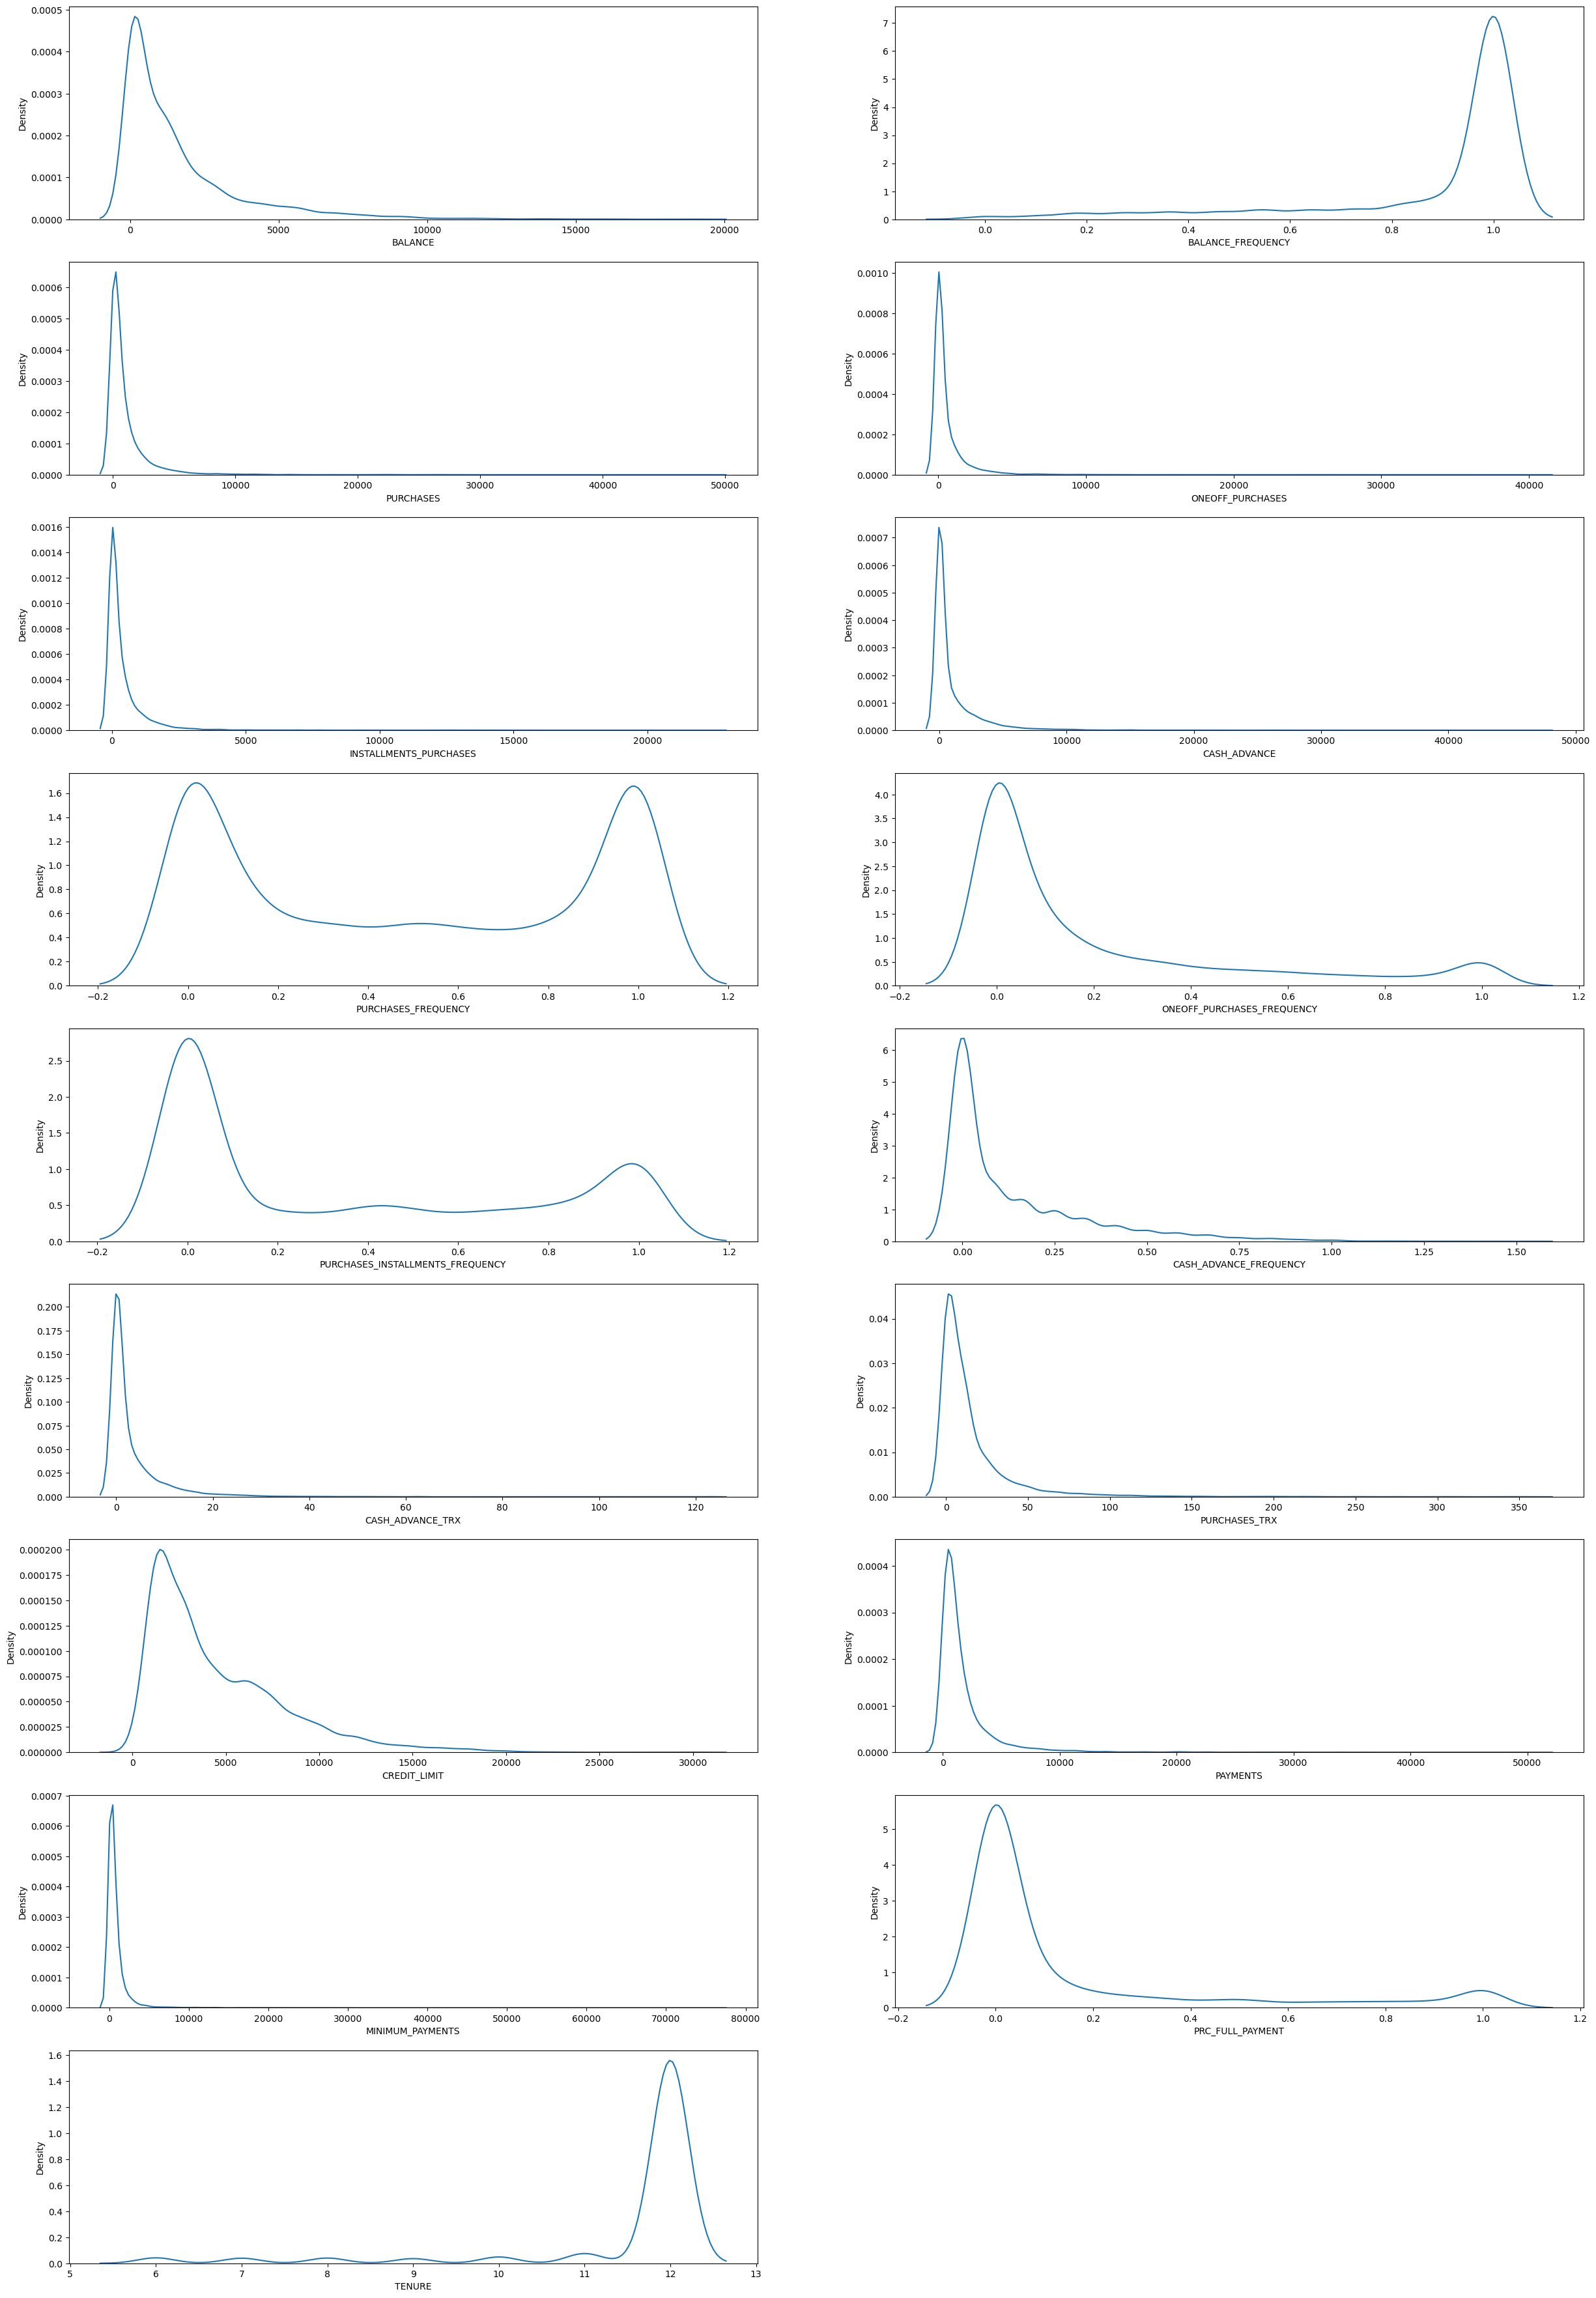 0.0005
0.0004
0.0003
0.0002
0.0001
0.0000
Density
0 5000 10000 15000 20000
BALANCE
7
6
5
4
3
2
1
0
Density
0.0 0.2 0.4 0.6 0.8 1.0
BALANCE_FREQUENCY
0.0006
0.0005
0.0004
0.0003
0.0002
0.0001
0.0000
Density
0 10000 20000 30000 40000 50000
PURCHASES
0.0010
0.0008
0.0006
0.0004
0.0002
0.0000
Density
0 10000 20000 30000 40000
ONEOFF_PURCHASES
0.0016
0.0014
0.0012
0.0010
0.0008
0.0006
0.0004
0.0002
0.0000
Density
0 5000 10000 15000 20000
INSTALLMENTS_PURCHASES
0.0007
0.0006
0.0005
0.0004
0.0003
0.0002
0.0001
0.0000
Density
0 10000 20000 30000 40000 50000
CASH_ADVANCE
1.6
1.4
1.2
1.0
0.8
0.6
0.4
0.2
0.0
Density
−0.2 0.0 0.2 0.4 0.6 0.8 1.0 1.2
PURCHASES_FREQUENCY
4.0
3.5
3.0
2.5
2.0
1.5
1.0
0.5
0.0
Density
−0.2 0.0 0.2 0.4 0.6 0.8 1.0 1.2
ONEOFF_PURCHASES_FREQUENCY
2.5
2.0
1.5
1.0
0.5
0.0
Density
−0.2 0.0 0.2 0.4 0.6 0.8 1.0 1.2
PURCHASES_INSTALLMENTS_FREQUENCY
6
5
4
3
2
1
0
Density
0.00 0.25 0.50 0.75 1.00 1.25 1.50
CASH_ADVANCE_FREQUENCY
0.200
0.175
0.150
0.125
0.100
0.075
0.050
0.025
0.000
Density
0 20 40 60 80 100 120
CASH_ADVANCE_TRX
0.04
0.03
0.02
0.01
0.00
Density
0 50 100 150 200 250 300 350
PURCHASES_TRX
0.000200
0.000175
0.000150
0.000125
0.000100
0.000075
0.000050
0.000025
0.000000
Density
0 5000 10000 15000 20000 25000 30000
CREDIT_LIMIT
0.0004
0.0003
0.0002
0.0001
0.0000
Density
0 10000 20000 30000 40000 50000
PAYMENTS
0.0007
0.0006
0.0005
0.0004
0.0003
0.0002
0.0001
0.0000
Density
0 10000 20000 30000 40000 50000 60000 70000 80000
MINIMUM_PAYMENTS
5
4
3
2
1
0
Density
−0.2 0.0 0.2 0.4 0.6 0.8 1.0 1.2
PRC_FULL_PAYMENT
1.6
1.4
1.2
1.0
0.8
0.6
0.4
0.2
0.0
Density
5 6 7 8 9 10 11 12 13
TENURE